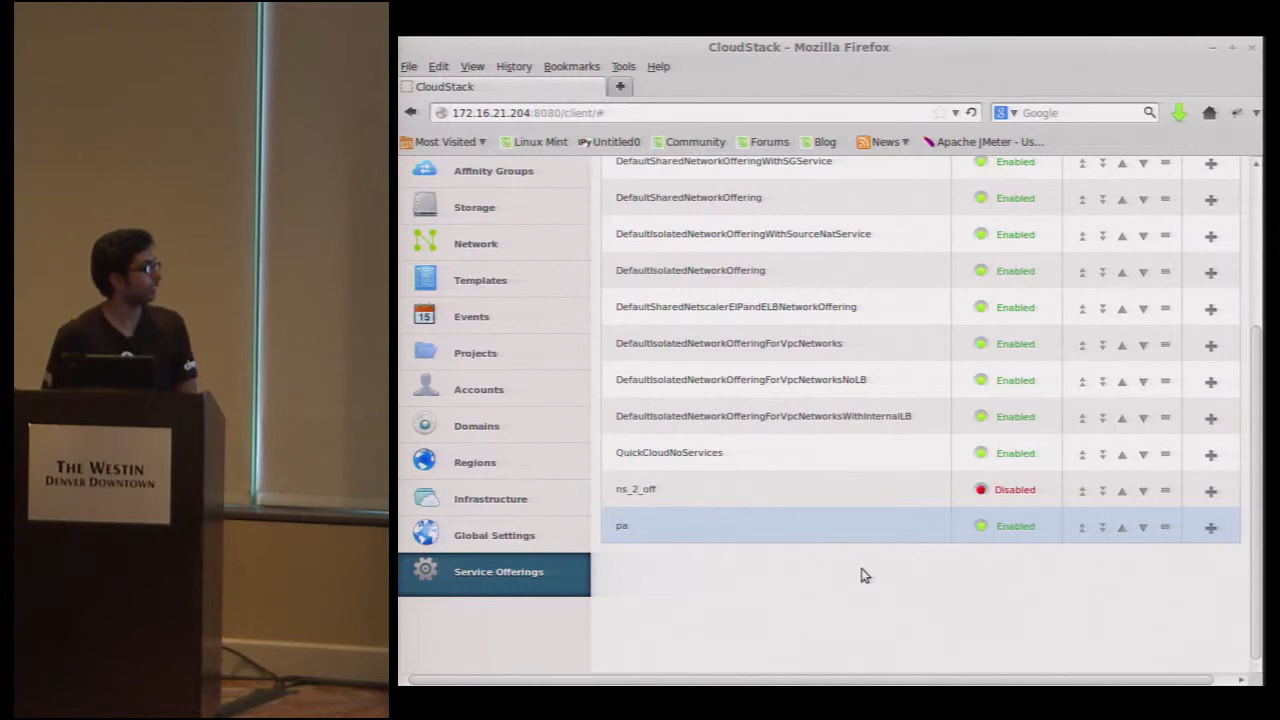 THE WESTIN
DENVER DOWNTOWN
CloudStack - Mozilla Firefox
File Edit View History Bookmarks Tools Help
CloudStack
172.16.21.204:8080/client/#
Google
Most Visited Linux Mint IPy Untitled0 Community Forums Blog News Apache JMeter - Us...
Affinity Groups
Storage
Network
Templates
15 Events
Projects
Accounts
Domains
Regions
Infrastructure
Global Settings
Service Offerings
DefaultSharedNetworkOfferingWithSGService Enabled
DefaultSharedNetworkOffering Enabled
DefaultIsolatedNetworkOfferingWithSourceNatService Enabled
DefaultIsolatedNetworkOffering Enabled
DefaultSharedNetscalerEIPandELBNetworkOffering Enabled
DefaultIsolatedNetworkOfferingForVpcNetworks Enabled
DefaultIsolatedNetworkOfferingForVpcNetworksNoLB Enabled
DefaultIsolatedNetworkOfferingForVpcNetworksWithInternalLB Enabled
QuickCloudNoServices Enabled
ns_2_off Disabled
pa Enabled